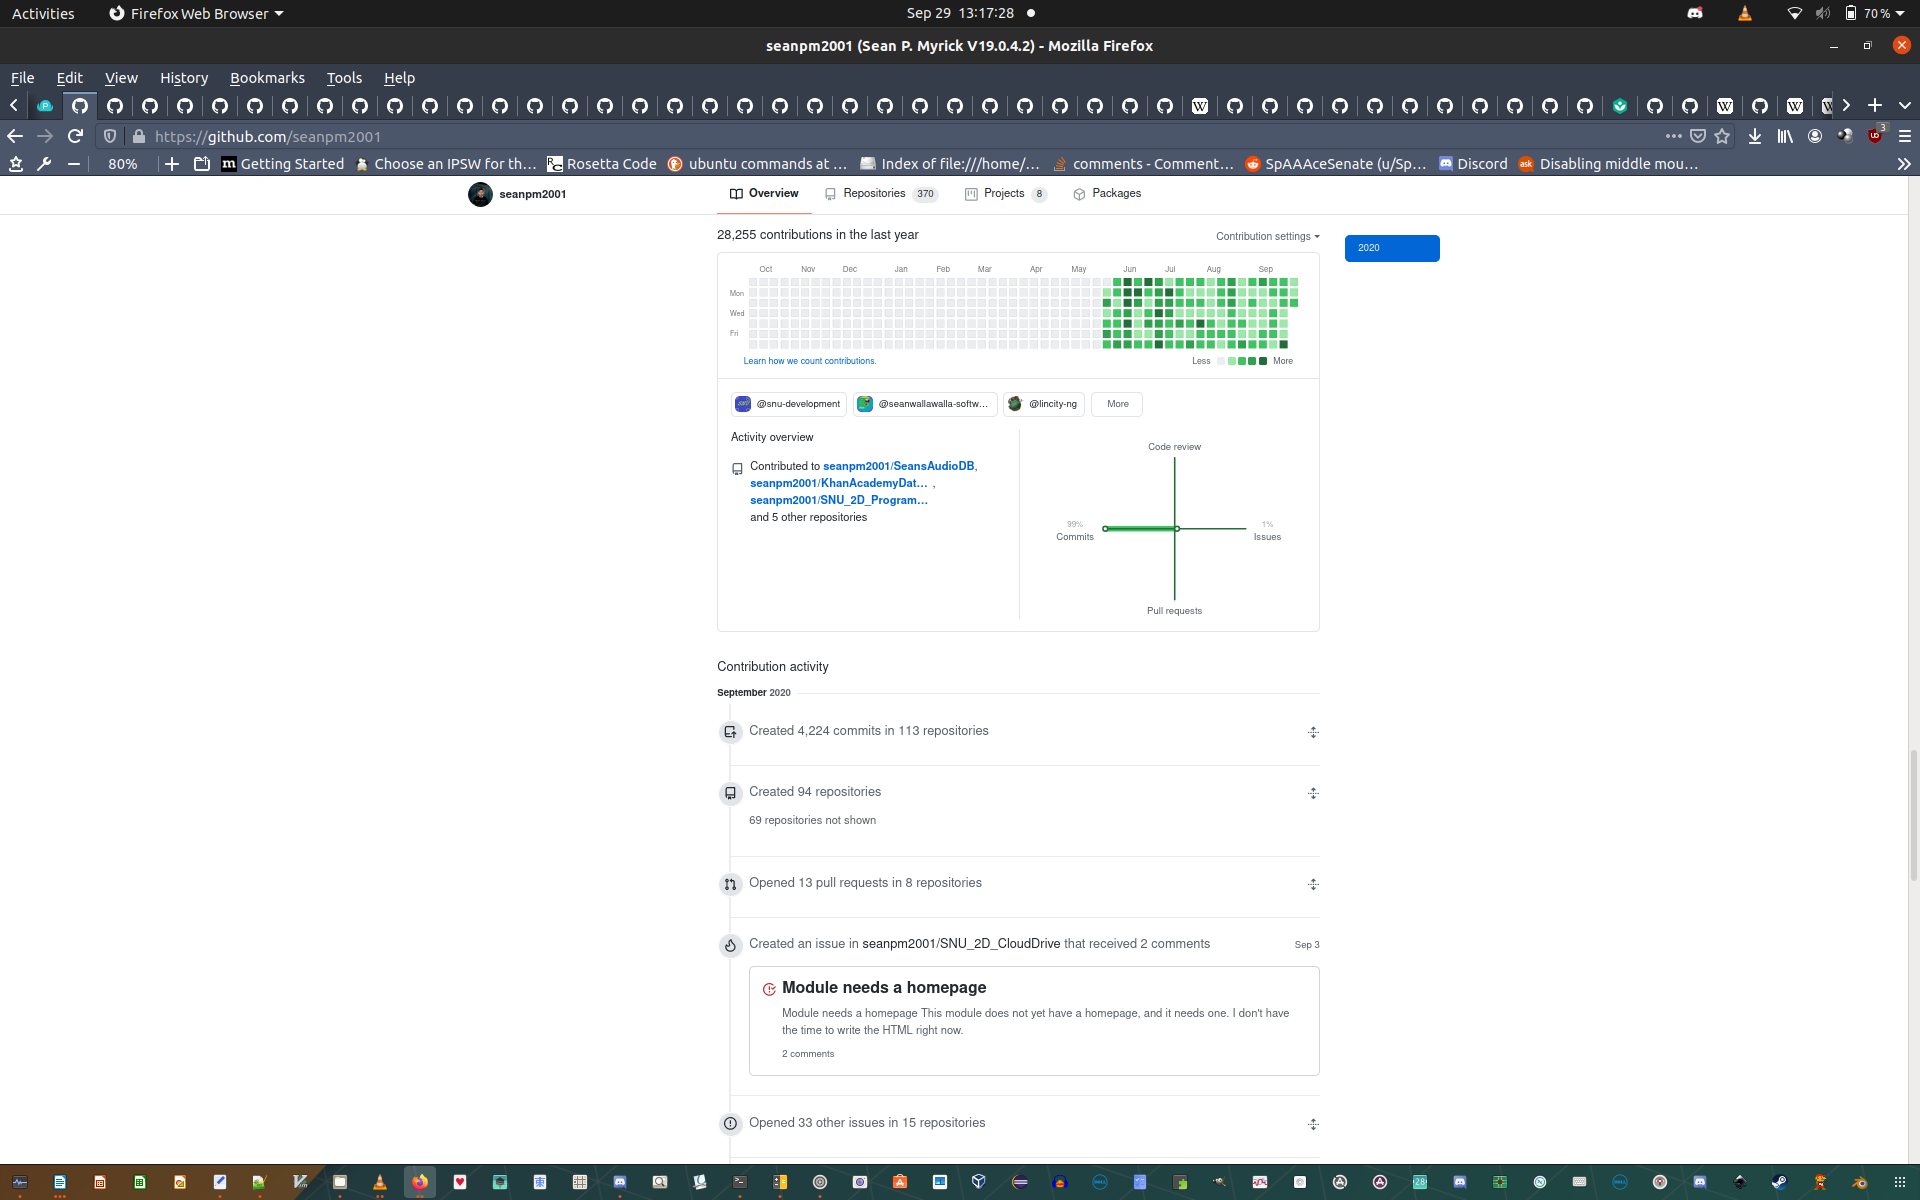 Activities
Firefox Web Browser
Sep 29 13:17:28
70 %
seanpm2001 (Sean P. Myrick V19.0.4.2) - Mozilla Firefox
File Edit View History Bookmarks Tools Help
https://github.com/seanpm2001
3
80%
Getting Started
Choose an IPSW for th…
Rosetta Code
ubuntu commands at …
Index of file:///home/…
comments - Comment…
SpAAAceSenate (u/Sp…
Discord
Disabling middle mou…
seanpm2001
Overview
Repositories 370
Projects 8
Packages
28,255 contributions in the last year
Contribution settings
2020
Oct Nov Dec Jan Feb Mar Apr May Jun Jul Aug Sep
Mon
Wed
Fri
Learn how we count contributions.
Less More
@snu-development
@seanwallawalla-softw…
@lincity-ng
More
Activity overview
Contributed to seanpm2001/SeansAudioDB,
seanpm2001/KhanAcademyDat… ,
seanpm2001/SNU_2D_Program…
and 5 other repositories
Code review
99%
Commits
1%
Issues
Pull requests
Contribution activity
September 2020
Created 4,224 commits in 113 repositories
Created 94 repositories
69 repositories not shown
Opened 13 pull requests in 8 repositories
Created an issue in seanpm2001/SNU_2D_CloudDrive that received 2 comments
Sep 3
Module needs a homepage
Module needs a homepage This module does not yet have a homepage, and it needs one. I don't have
the time to write the HTML right now.
2 comments
Opened 33 other issues in 15 repositories